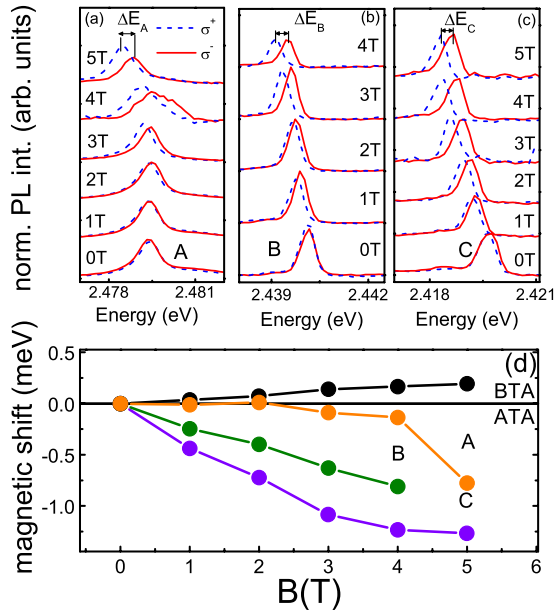 norm. PL int. (arb. units)
(a) ΔE_A
σ⁺
σ⁻
5T
4T
3T
2T
1T
0T
A
2.478 2.481
Energy (eV)
(b) ΔE_B
4T
3T
2T
1T
0T
B
2.439 2.442
Energy (eV)
(c) ΔE_C
5T
4T
3T
2T
1T
0T
C
2.418 2.421
Energy (eV)
magnetic shift (meV)
(d)
0.5
0.0
-0.5
-1.0
BTA
ATA
A
B
C
0 1 2 3 4 5 6
B(T)